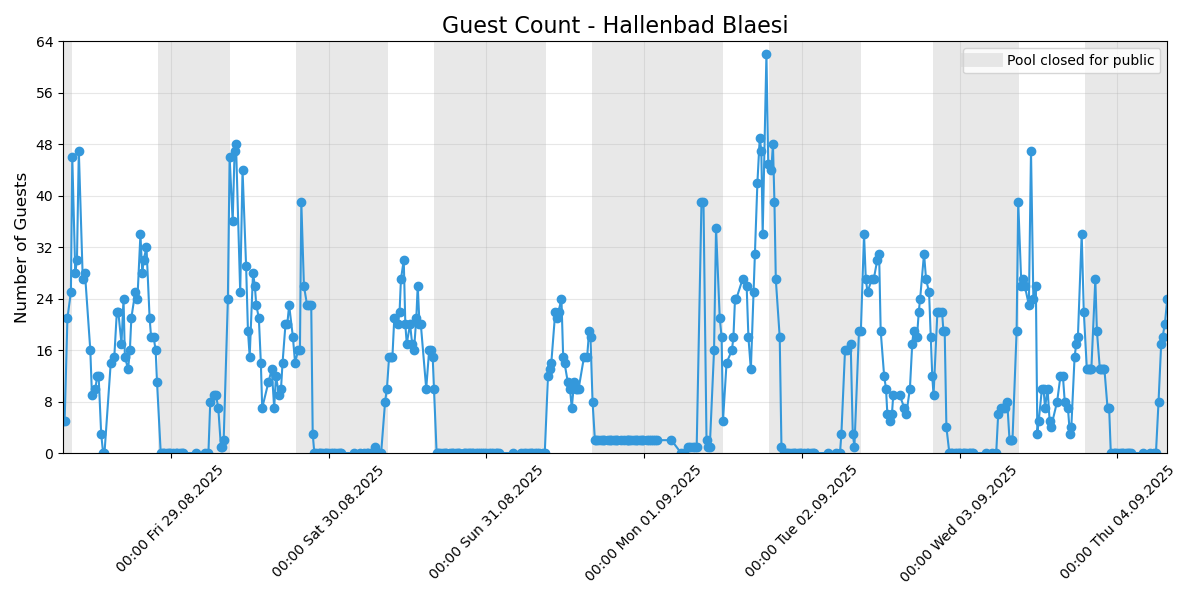 Guest Count - Hallenbad Blaesi
Pool closed for public
Number of Guests
64
56
48
40
32
24
16
8
0
00:00 Fri 29.08.2025
00:00 Sat 30.08.2025
00:00 Sun 31.08.2025
00:00 Mon 01.09.2025
00:00 Tue 02.09.2025
00:00 Wed 03.09.2025
00:00 Thu 04.09.2025